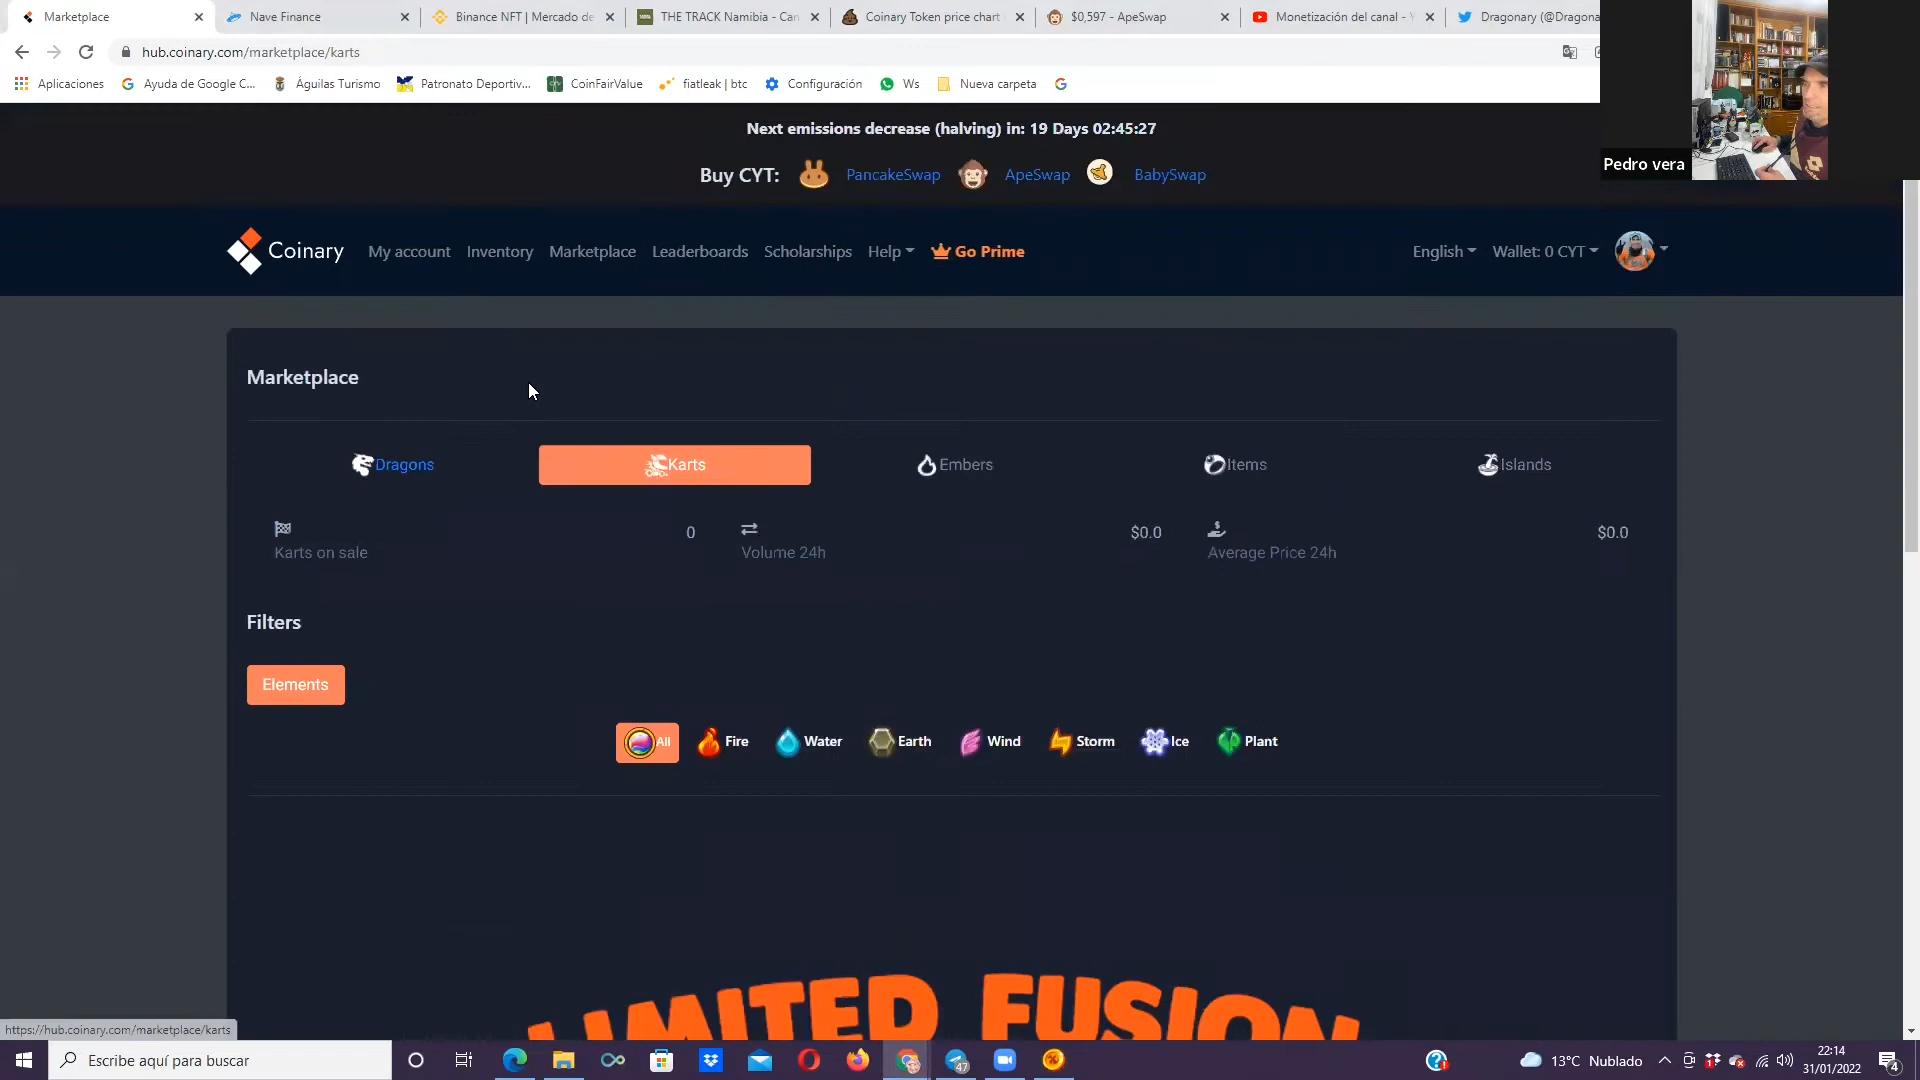 Marketplace
Nave Finance
Binance NFT | Mercado de
THE TRACK Namibia - Can
Coinary Token price chart
$0,597 - ApeSwap
Monetización del canal - Y
Dragonary (@Dragona
hub.coinary.com/marketplace/karts
Aplicaciones
Ayuda de Google C...
Águilas Turismo
Patronato Deportiv...
CoinFairValue
fiatleak | btc
Configuración
Ws
Nueva carpeta
Pedro vera
Next emissions decrease (halving) in: 19 Days 02:45:27
Buy CYT: PancakeSwap ApeSwap BabySwap
Coinary My account Inventory Marketplace Leaderboards Scholarships Help Go Prime English Wallet: 0 CYT
Marketplace
Dragons Karts Embers Items Islands
0 $0.0 $0.0
Karts on sale Volume 24h Average Price 24h
Filters
Elements
All Fire Water Earth Wind Storm Ice Plant
LIMITED FUSION
https://hub.coinary.com/marketplace/karts
Escribe aquí para buscar
47
13°C Nublado
22:14
31/01/2022
4